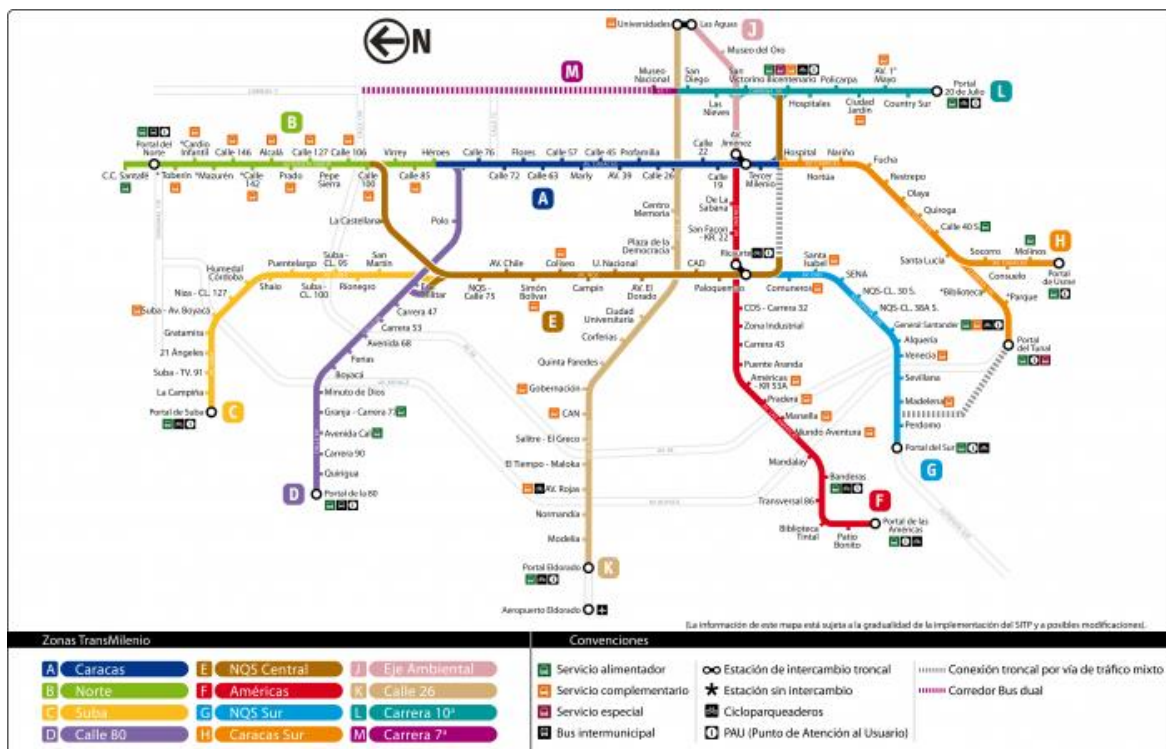 Universidades
Las Aguas
J
Museo del Oro
N
M
Museo
Nacional
San
Diego
San
Victorino
Bicentenario
Policarpa
AV. 1°
Mayo
Portal
20 de Julio
L
Las
Nieves
Hospitales
Ciudad
Jardín
Country Sur
B
Portal del
Norte
*Cardio
Infantil
Calle 146
Alcalá
Calle 127
Calle 106
Virrey
Héroes
Calle 76
Flores
Calle 57
Calle 45
Profamilia
Calle 22
AV.
Jiménez
Hospital
Nariño
C.C. Santafé
*Toberín
*Mazurén
*Calle
142
Prado
Pepe
Sierra
Calle
100
Calle 85
Calle 72
Calle 63
Marly
AV. 39
Calle 26
Calle
19
Tercer
Milenio
Hortúa
Fucha
Restrepo
Olaya
Quiroga
Calle 40 S
A
La Castellana
Polo
Centro
Memoria
De La
Sabana
San Façon
- KR. 22
Plaza de la
Democracia
Ricaurte
Santa Lucía
Socorro
Molinos
H
Portal
de Usme
Consuelo
*Biblioteca
*Parque
Portal
del Tunal
Humedal
Córdoba
Puentelargo
Suba -
CL. 95
San
Martín
Niza - CL. 127
Shaio
Suba -
CL. 100
Rionegro
Suba - Av. Boyacá
Gratamira
21 Ángeles
Suba - TV. 91
La Campiña
Portal de Suba
C
NQS -
Calle 75
AV. Chile
Simón
Bolívar
Coliseo
Campín
U. Nacional
AV. El
Dorado
CAD
Paloquemao
Comuneros
Santa
Isabel
SENA
NQS-CL. 30 S.
NQS-CL. 38A S.
General Santander
Alquería
Venecia
Sevillana
Madelena
Perdomo
Portal del Sur
G
E
Carrera 47
Carrera 53
Avenida 68
Ferias
Boyacá
Minuto de Dios
Granja - Carrera 77
Avenida Cali
Carrera 90
Quirigua
Portal de la 80
D
Ciudad
Universitaria
Corferias
Quinta Paredes
Gobernación
CAN
Salitre - El Greco
El Tiempo - Maloka
AV. Rojas
Normandía
Modelia
Portal Eldorado
K
Aeropuerto Eldorado
CDS - Carrera 32
Zona Industrial
Carrera 43
Puente Aranda
Américas
- KR 53A
Pradera
Marsella
Mundo Aventura
Mandalay
Banderas
Transversal 86
Biblioteca
Tintal
Patio
Bonito
Portal de las
Américas
F
(La información de este mapa está sujeta a la gradualidad de la implementación del SITP y a posibles modificaciones).
Zonas TransMilenio
A Caracas
B Norte
C Suba
D Calle 80
E NQS Central
F Américas
G NQS Sur
H Caracas Sur
J Eje Ambiental
K Calle 26
L Carrera 10ª
M Carrera 7ª
Convenciones
Servicio alimentador
Servicio complementario
Servicio especial
Bus intermunicipal
Estación de intercambio troncal
Estación sin intercambio
Cicloparqueaderos
PAU (Punto de Atención al Usuario)
Conexión troncal por vía de tráfico mixto
Corredor Bus dual